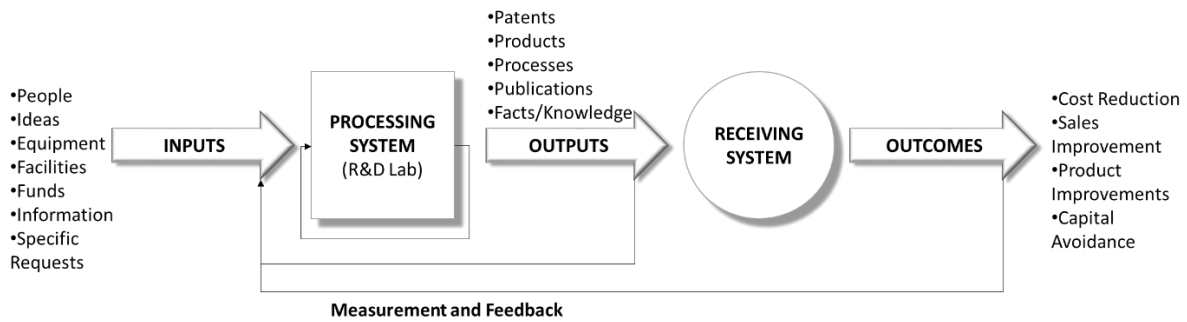 •People
•Ideas
•Equipment
•Facilities
•Funds
•Information
•Specific
Requests
INPUTS
PROCESSING
SYSTEM
(R&D Lab)
•Patents
•Products
•Processes
•Publications
•Facts/Knowledge
OUTPUTS
RECEIVING
SYSTEM
OUTCOMES
•Cost Reduction
•Sales
Improvement
•Product
Improvements
•Capital
Avoidance
Measurement and Feedback